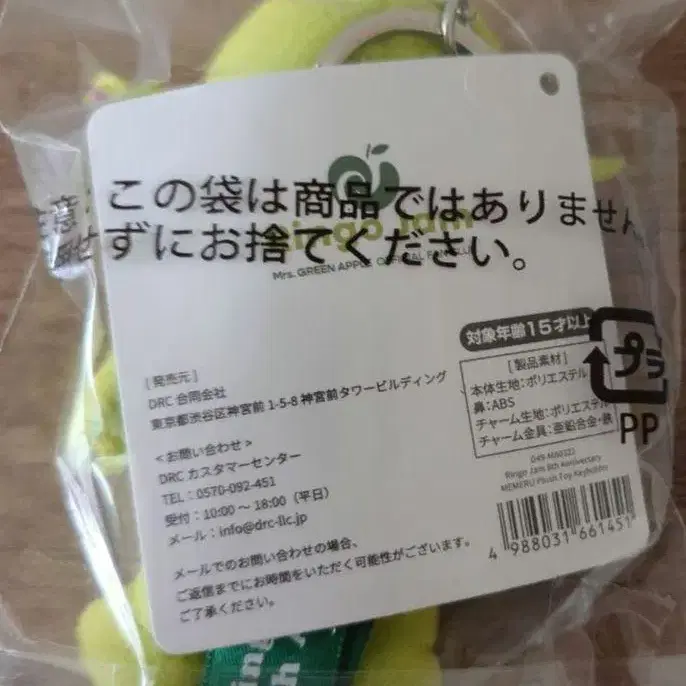 この袋は商品ではありません
ずにお捨てください。
Ringo Jam
Mrs. GREEN APPLE OFFICIAL FANCLUB
対象年齢15才以上
[発売元]
DRC 合同会社
東京都渋谷区神宮前 1-5-8 神宮前タワービルディング
<お問い合わせ>
DRC カスタマーセンター
TEL:0570-092-451
受付:10:00 ~ 18:00 (平日)
メール:info@drc-llc.jp
メールでのお問い合わせの場合、
ご返信までにお時間をいただく可能性がございます。
ご了承ください。
[製品素材]
本体生地:ポリエステル
鼻:ABS
チャーム生地:ポリエステル
チャーム金具:亜鉛合金・鉄
プラ
PP
Ringo Jam 8th Anniversary
MEMERU Plush Toy Keyholder
4 988031 661451